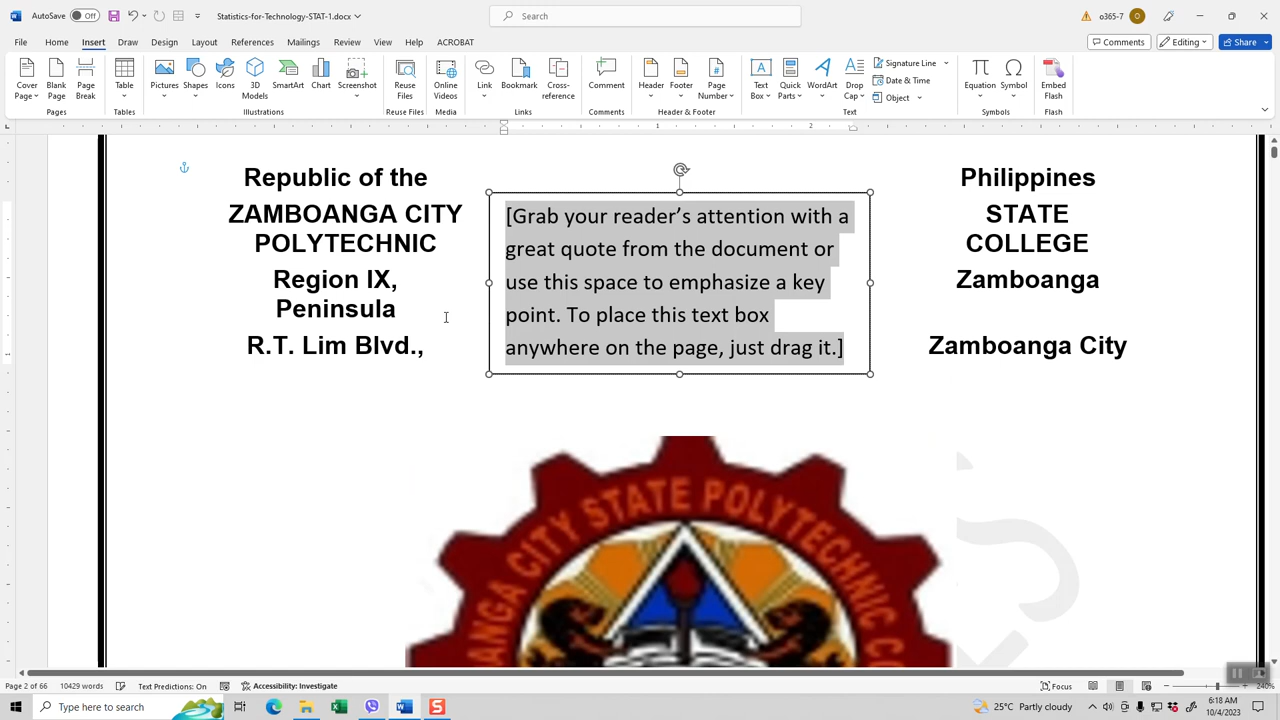 AutoSave Off Statistics-for-Technology-STAT-1.docx Search o365-7 O
File Home Insert Draw Design Layout References Mailings Review View Help ACROBAT Comments Editing Share
Cover Page Blank Page Page Break Table Pictures Shapes Icons 3D Models SmartArt Chart Screenshot Reuse Files Online Videos Link Bookmark Cross-reference Comment Header Footer Page Number Text Box Quick Parts WordArt Drop Cap Signature Line Date & Time Object Equation Symbol Embed Flash
Pages Tables Illustrations Reuse Files Media Links Comments Header & Footer Text Symbols Flash
1 2
Republic of the Philippines
ZAMBOANGA CITY STATE
POLYTECHNIC COLLEGE
Region IX, Zamboanga
Peninsula
R.T. Lim Blvd., Zamboanga City
[Grab your reader’s attention with a
great quote from the document or
use this space to emphasize a key
point. To place this text box
anywhere on the page, just drag it.]
ANGA CITY STATE POLYTECHNIC CO
Page 2 of 66 10429 words Text Predictions: On Accessibility: Investigate Focus 240%
Type here to search 25°C Partly cloudy 6:18 AM
10/4/2023